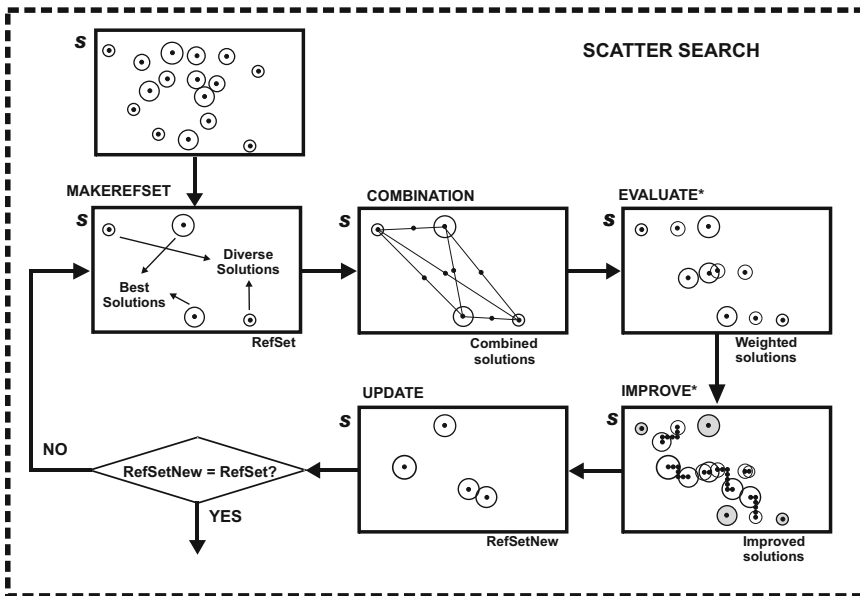 S
SCATTER SEARCH
MAKEREFSET
S
Diverse
Solutions
Best
Solutions
RefSet
COMBINATION
S
Combined
solutions
EVALUATE*
S
Weighted
solutions
IMPROVE*
S
Improved
solutions
UPDATE
S
RefSetNew
RefSetNew = RefSet?
NO
YES